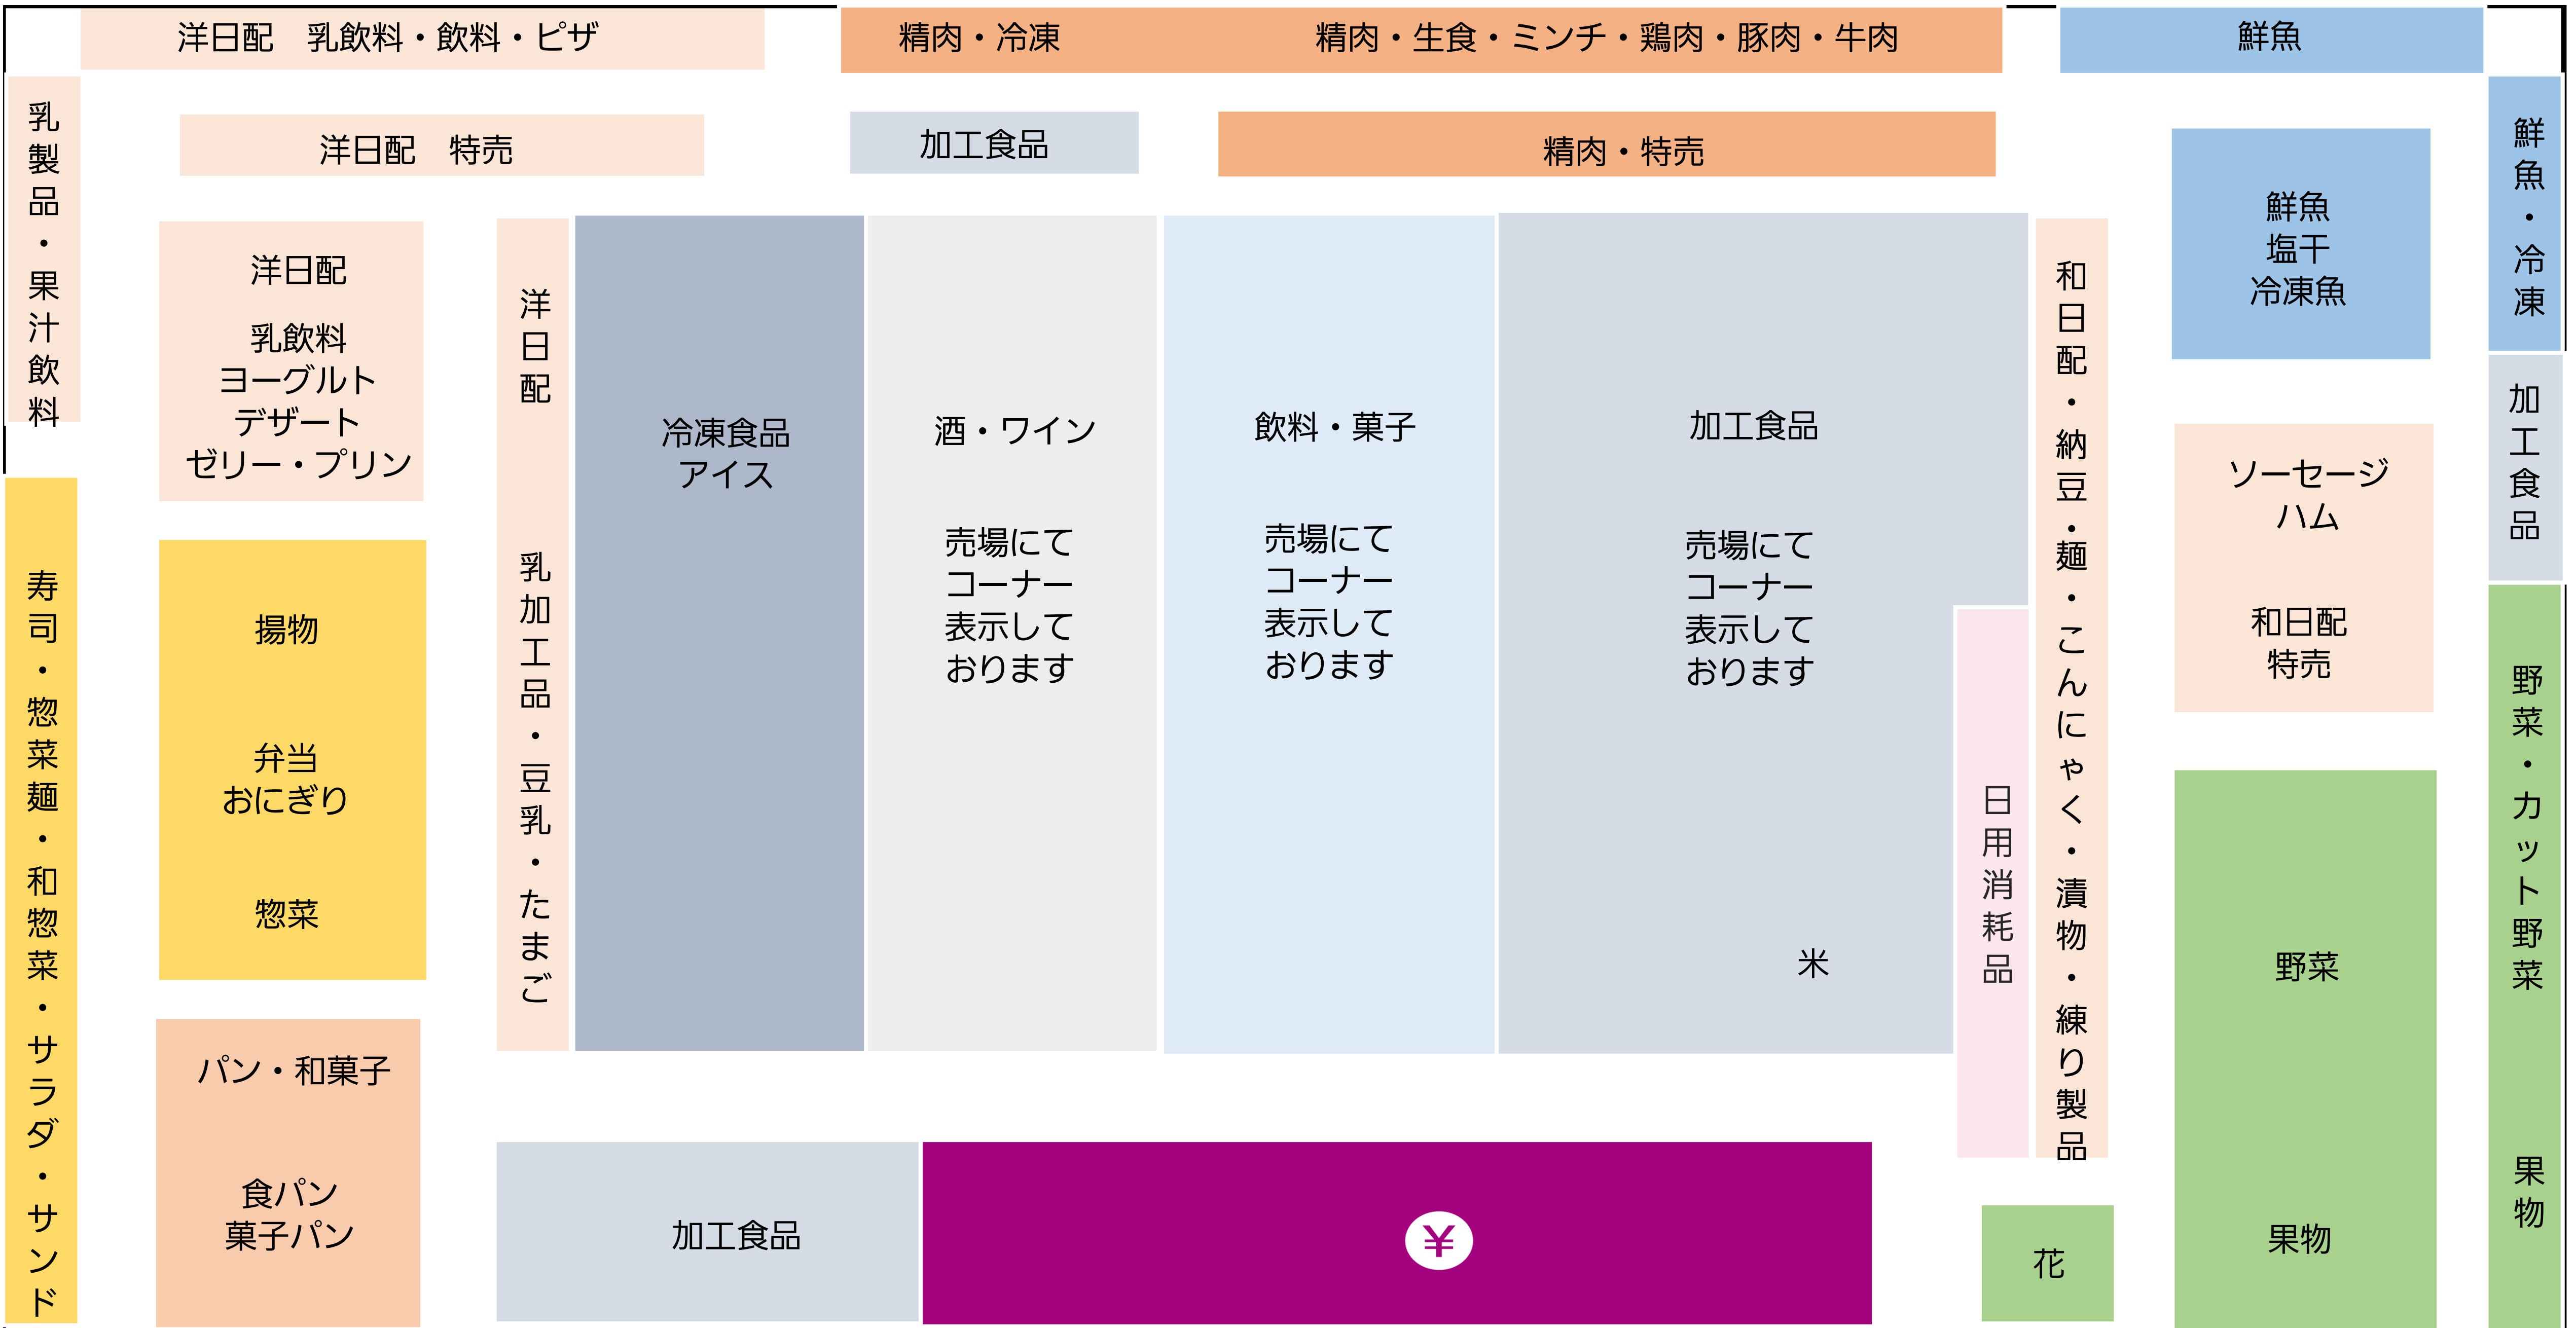 洋日配　乳飲料・飲料・ピザ
精肉・冷凍
精肉・生食・ミンチ・鶏肉・豚肉・牛肉
鮮魚
乳製品・果汁飲料
洋日配　特売
加工食品
精肉・特売
鮮魚・冷凍
洋日配
乳飲料
ヨーグルト
デザート
ゼリー・プリン
洋日配　乳加工品・豆乳・たまご
冷凍食品
アイス
酒・ワイン
売場にて
コーナー
表示して
おります
飲料・菓子
売場にて
コーナー
表示して
おります
加工食品
売場にて
コーナー
表示して
おります
米
日用消耗品
和日配・納豆・麺・こんにゃく・漬物・練り製品
鮮魚
塩干
冷凍魚
加工食品
ソーセージ
ハム
和日配
特売
寿司・惣菜麺・和惣菜・サラダ・サンド
揚物
弁当
おにぎり
惣菜
野菜・カット野菜
果物
野菜
果物
パン・和菓子
食パン
菓子パン
加工食品
¥
花